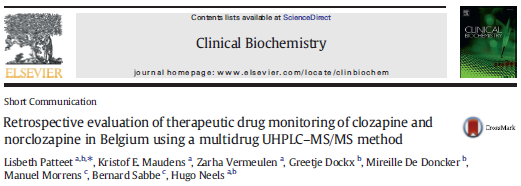 Contents lists available at ScienceDirect
Clinical Biochemistry
ELSEVIER
journal homepage: www.elsevier.com/locate/clinbiochem
CLINICAL
BIOCHEMISTRY
Short Communication
Retrospective evaluation of therapeutic drug monitoring of clozapine and
norclozapine in Belgium using a multidrug UHPLC–MS/MS method
CrossMark
Lisbeth Patteet a,b,*, Kristof E. Maudens a, Zarha Vermeulen a, Greetje Dockx b, Mireille De Doncker b,
Manuel Morrens c, Bernard Sabbe c, Hugo Neels a,b